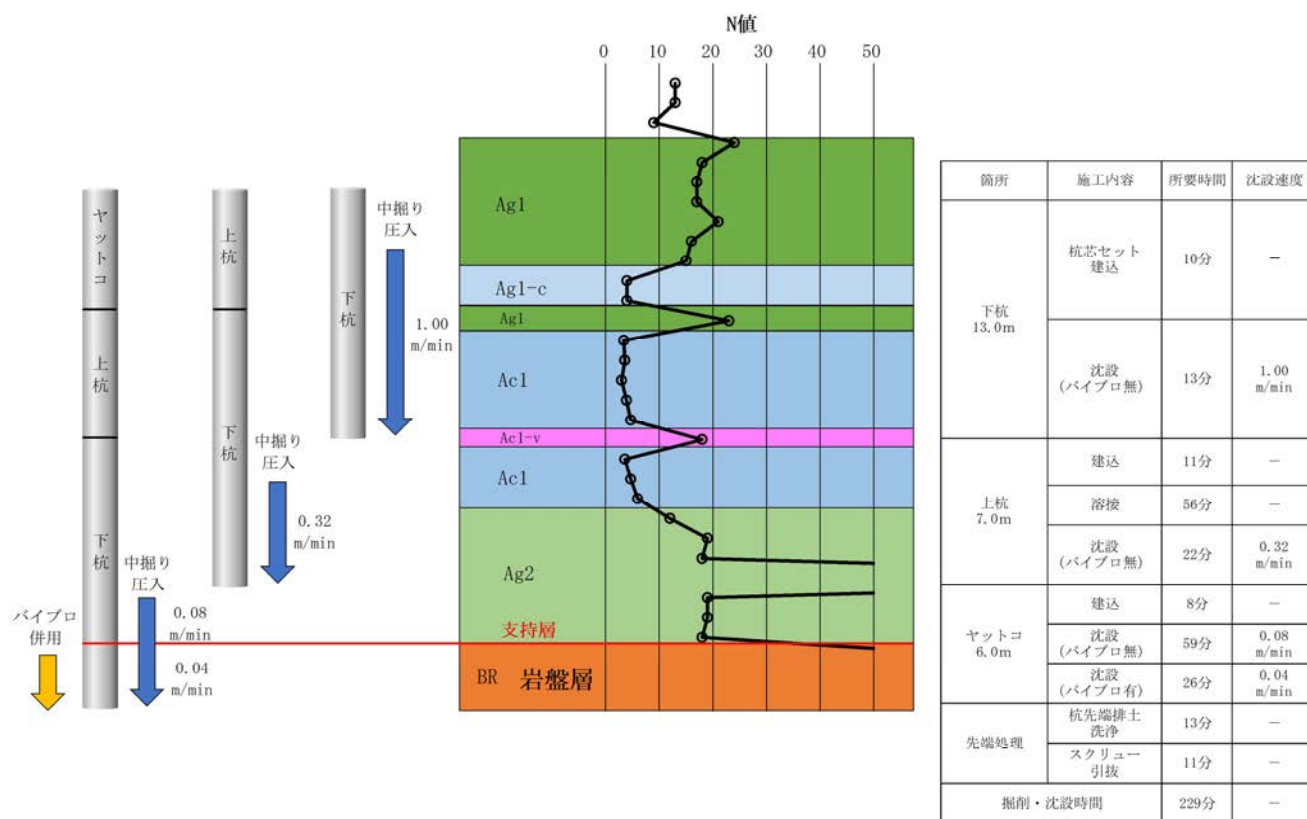 N値
0 10 20 30 40 50
ヤットコ
上杭
下杭
上杭
下杭
下杭
中掘り
圧入
1.00
m/min
中掘り
圧入
0.32
m/min
中掘り
圧入
0.08
m/min
0.04
m/min
バイブロ
併用
Ag1
Ag1-c
Ag1
Ac1
Ac1-v
Ac1
Ag2
支持層
BR 岩盤層
箇所 施工内容 所要時間 沈設速度
下杭
13.0m
杭芯セット
建込
10分 －
沈設
(バイブロ無)
13分
1.00
m/min
上杭
7.0m
建込 11分 －
溶接 56分 －
沈設
(バイブロ無)
22分
0.32
m/min
ヤットコ
6.0m
建込 8分 －
沈設
(バイブロ無)
59分
0.08
m/min
沈設
(バイブロ有)
26分
0.04
m/min
先端処理
杭先端排土
洗浄
13分 －
スクリュー
引抜
11分 －
掘削・沈設時間 229分 －